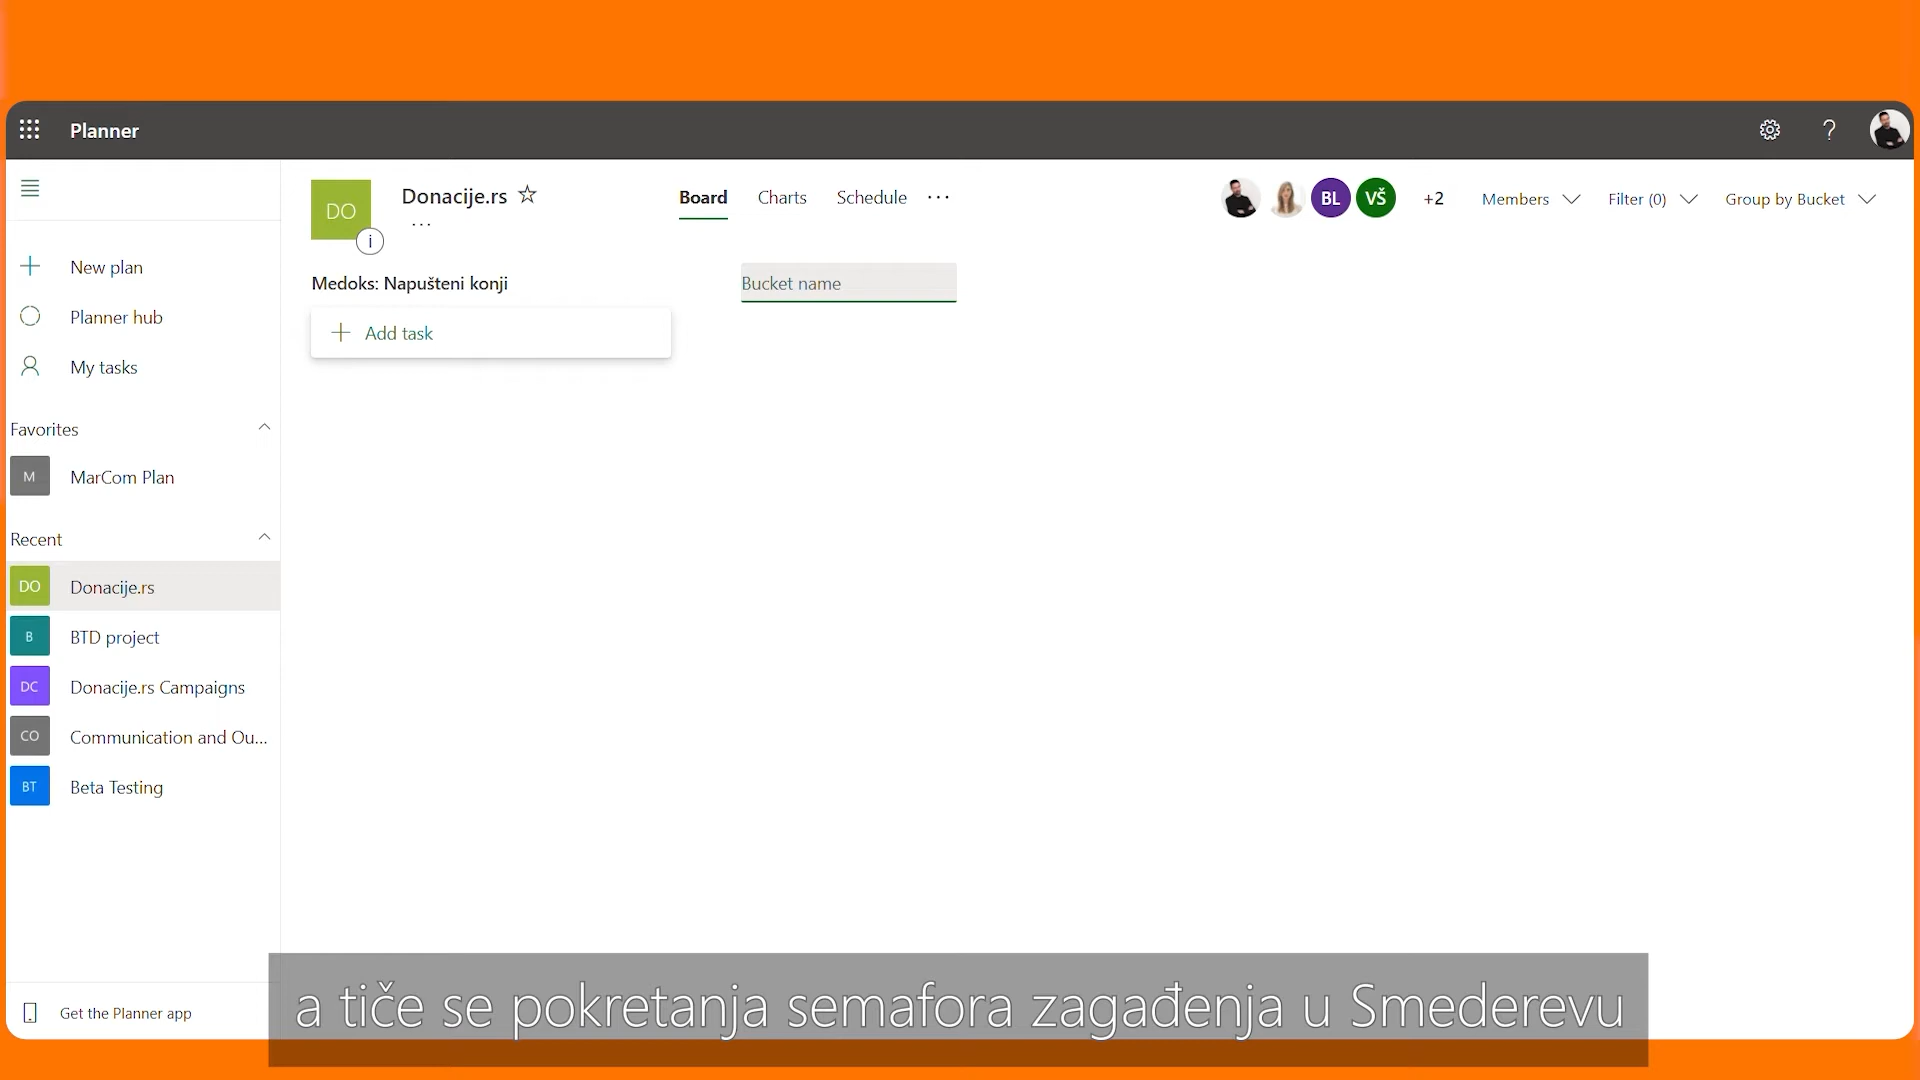 Planner
?
DO
i
Donacije.rs
...
Board
Charts
Schedule
...
BL
VŠ
+2
Members
Filter (0)
Group by Bucket
New plan
Planner hub
My tasks
Favorites
M
MarCom Plan
Recent
DO
Donacije.rs
B
BTD project
DC
Donacije.rs Campaigns
CO
Communication and Ou...
BT
Beta Testing
Get the Planner app
Medoks: Napušteni konji
Add task
Bucket name
a tiče se pokretanja semafora zagađenja u Smederevu